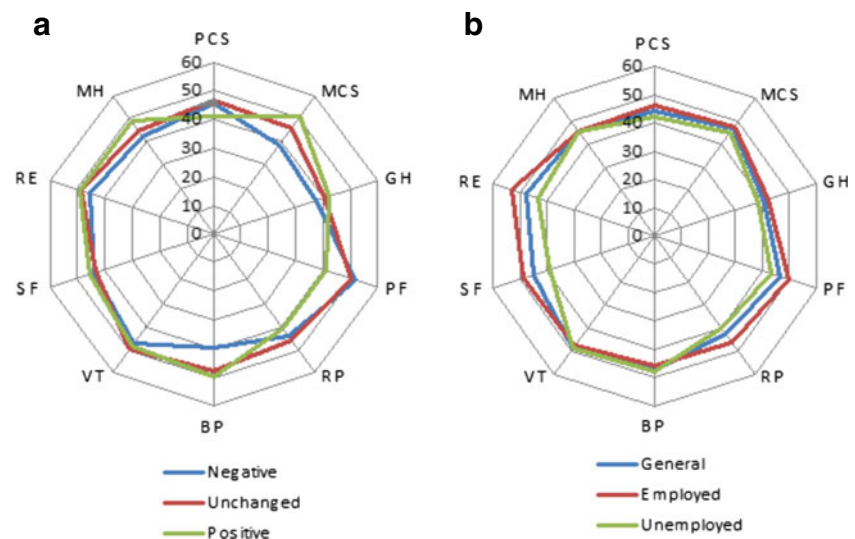 a
PCS
60
50
40
30
20
10
0
MCS
GH
PF
RP
BP
VT
SF
RE
MH
Negative
Unchanged
Positive
b
PCS
60
50
40
30
20
10
0
MCS
GH
PF
RP
BP
VT
SF
RE
MH
General
Employed
Unemployed